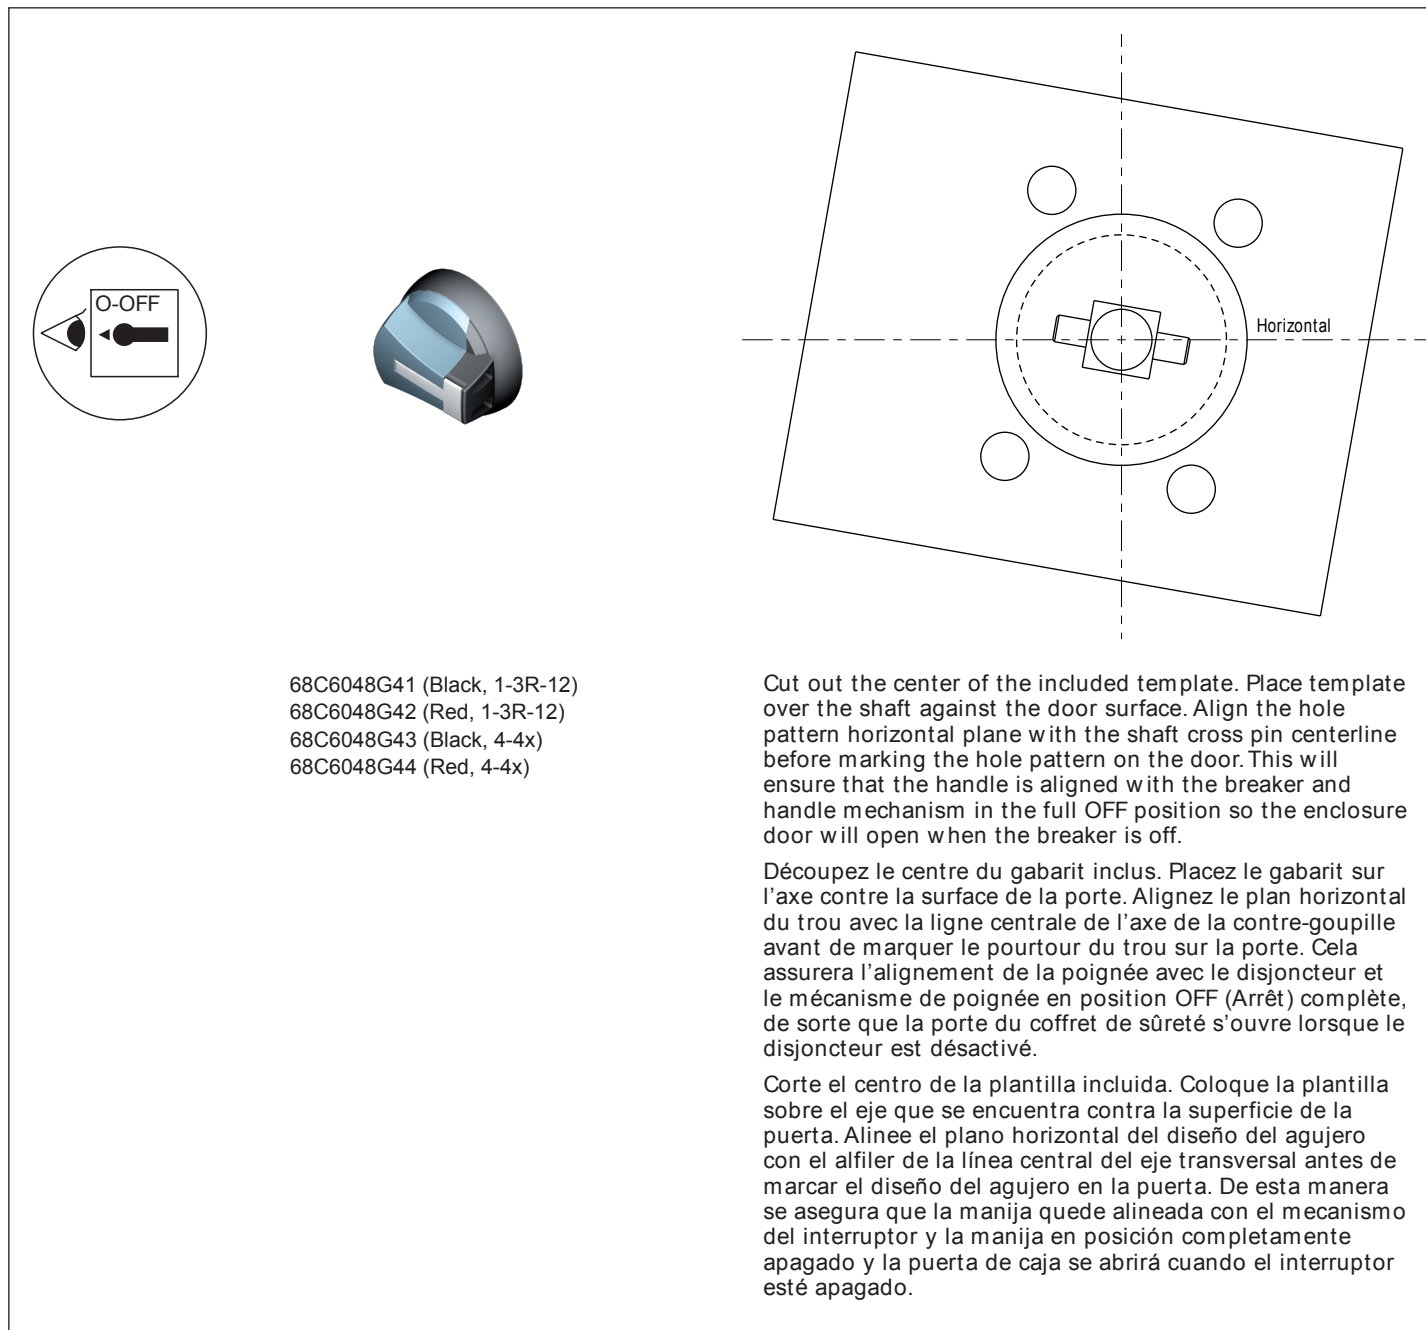 O-OFF
Horizontal
68C6048G41 (Black, 1-3R-12)
68C6048G42 (Red, 1-3R-12)
68C6048G43 (Black, 4-4x)
68C6048G44 (Red, 4-4x)
Cut out the center of the included template. Place template
over the shaft against the door surface. Align the hole
pattern horizontal plane with the shaft cross pin centerline
before marking the hole pattern on the door. This will
ensure that the handle is aligned with the breaker and
handle mechanism in the full OFF position so the enclosure
door will open when the breaker is off.
Découpez le centre du gabarit inclus. Placez le gabarit sur
l’axe contre la surface de la porte. Alignez le plan horizontal
du trou avec la ligne centrale de l’axe de la contre-goupille
avant de marquer le pourtour du trou sur la porte. Cela
assurera l’alignement de la poignée avec le disjoncteur et
le mécanisme de poignée en position OFF (Arrêt) complète,
de sorte que la porte du coffret de sûreté s’ouvre lorsque le
disjoncteur est désactivé.
Corte el centro de la plantilla incluida. Coloque la plantilla
sobre el eje que se encuentra contra la superficie de la
puerta. Alinee el plano horizontal del diseño del agujero
con el alfiler de la línea central del eje transversal antes de
marcar el diseño del agujero en la puerta. De esta manera
se asegura que la manija quede alineada con el mecanismo
del interruptor y la manija en posición completamente
apagado y la puerta de caja se abrirá cuando el interruptor
esté apagado.